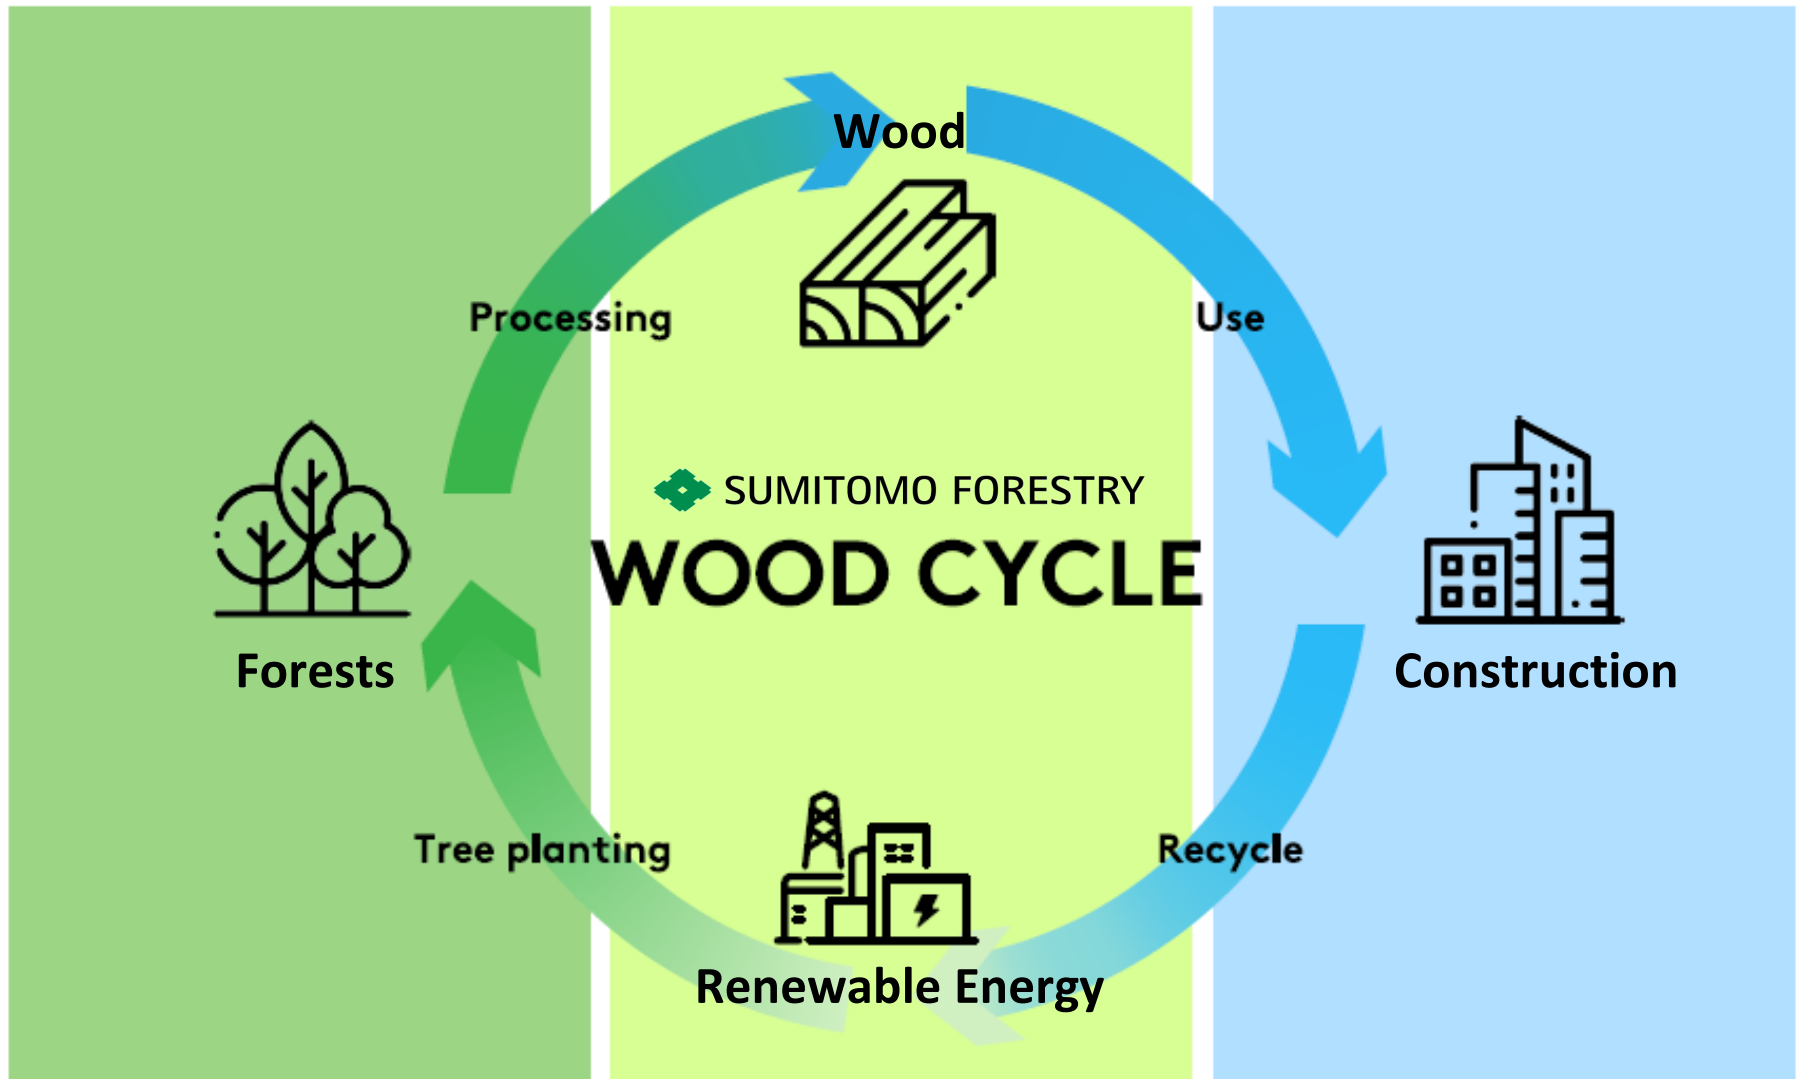 Wood
Processing
Use
SUMITOMO FORESTRY
WOOD CYCLE
Forests
Construction
Tree planting
Recycle
Renewable Energy